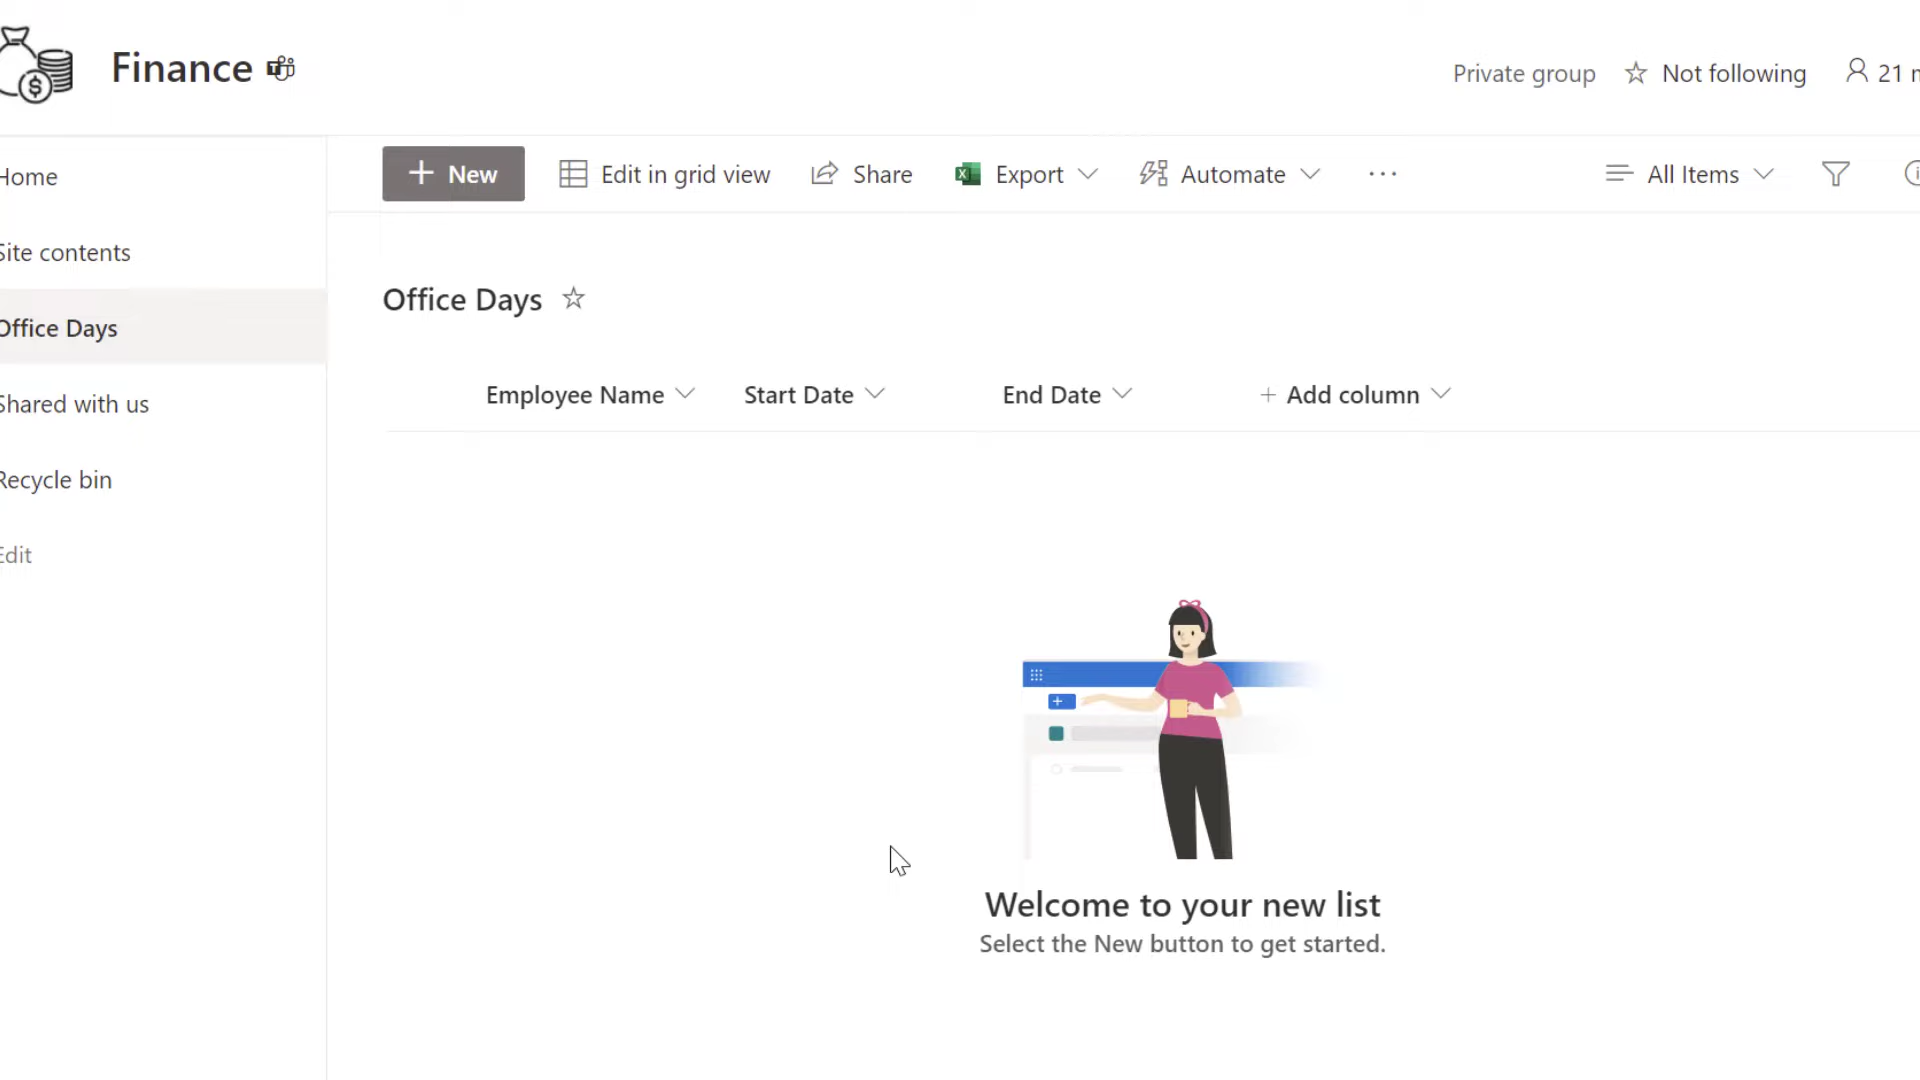 Finance
Private group
Not following
21
Home
Site contents
Office Days
Shared with us
Recycle bin
Edit
New
Edit in grid view
Share
Export
Automate
All Items
Office Days
Employee Name
Start Date
End Date
Add column
Welcome to your new list
Select the New button to get started.